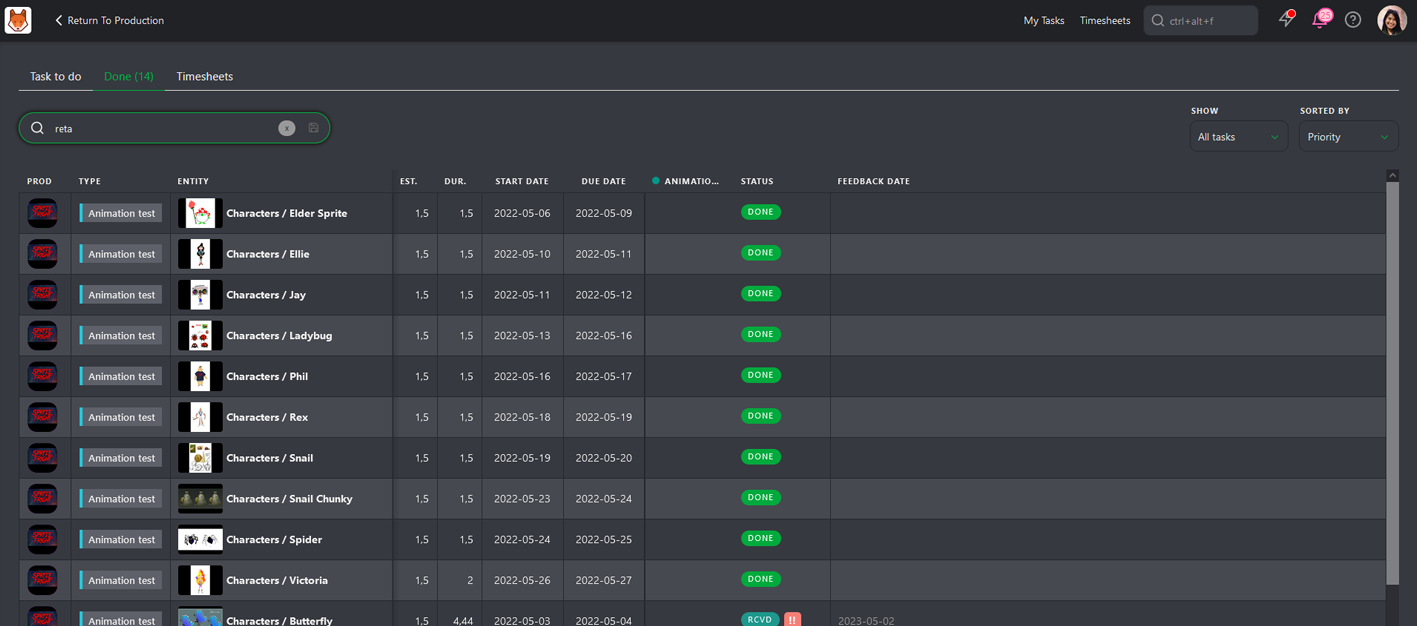 Return To Production My Tasks Timesheets ctrl+alt+f 25
Task to do Done (14) Timesheets
SHOW SORTED BY
reta x All tasks Priority
PROD TYPE ENTITY EST. DUR. START DATE DUE DATE ANIMATIO... STATUS FEEDBACK DATE
Animation test Characters / Elder Sprite 1,5 1,5 2022-05-06 2022-05-09 DONE
Animation test Characters / Ellie 1,5 1,5 2022-05-10 2022-05-11 DONE
Animation test Characters / Jay 1,5 1,5 2022-05-11 2022-05-12 DONE
Animation test Characters / Ladybug 1,5 1,5 2022-05-13 2022-05-16 DONE
Animation test Characters / Phil 1,5 1,5 2022-05-16 2022-05-17 DONE
Animation test Characters / Rex 1,5 1,5 2022-05-18 2022-05-19 DONE
Animation test Characters / Snail 1,5 1,5 2022-05-19 2022-05-20 DONE
Animation test Characters / Snail Chunky 1,5 1,5 2022-05-23 2022-05-24 DONE
Animation test Characters / Spider 1,5 1,5 2022-05-24 2022-05-25 DONE
Animation test Characters / Victoria 1,5 2 2022-05-26 2022-05-27 DONE
Animation test Characters / Butterfly 1,5 4,44 2022-05-03 2022-05-04 RCVD !! 2023-05-02